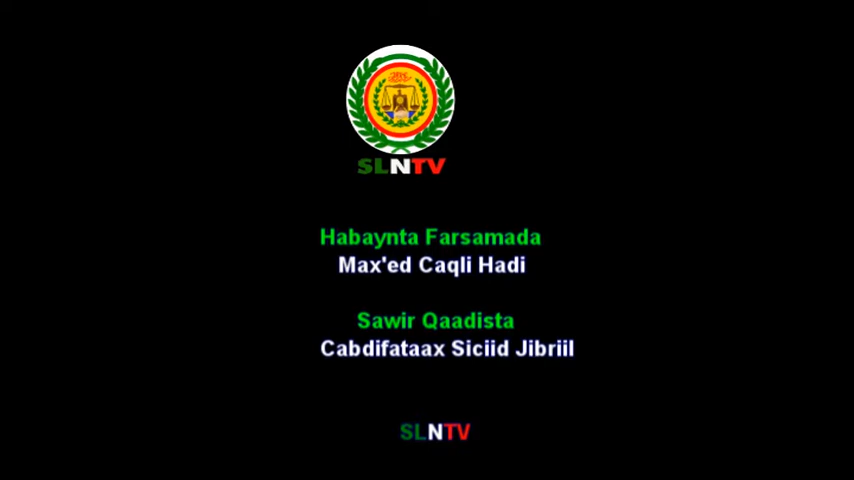 SLNTV
Habaynta Farsamada
Max'ed Caqli Hadi
Sawir Qaadista
Cabdifataax Siciid Jibriil
SLNTV